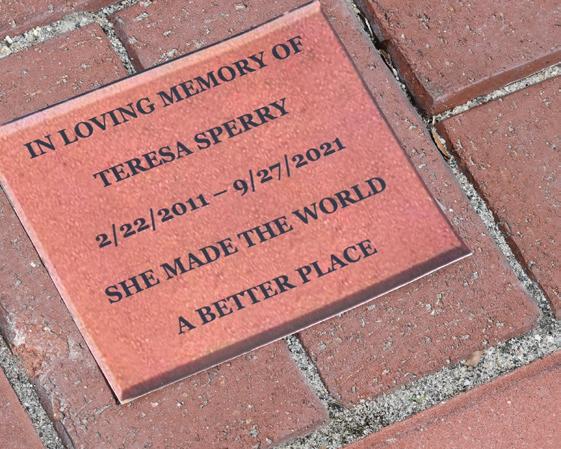 IN LOVING MEMORY OF
TERESA SPERRY
2/22/2011 – 9/27/2021
SHE MADE THE WORLD
A BETTER PLACE